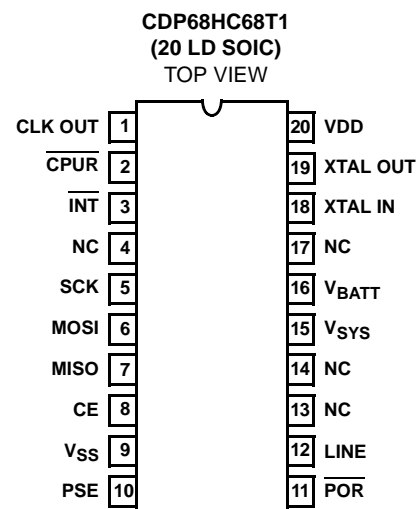 CDP68HC68T1
(20 LD SOIC)
TOP VIEW
CLK OUT 1 20 VDD
CPUR 2 19 XTAL OUT
INT 3 18 XTAL IN
NC 4 17 NC
SCK 5 16 VBATT
MOSI 6 15 VSYS
MISO 7 14 NC
CE 8 13 NC
VSS 9 12 LINE
PSE 10 11 POR